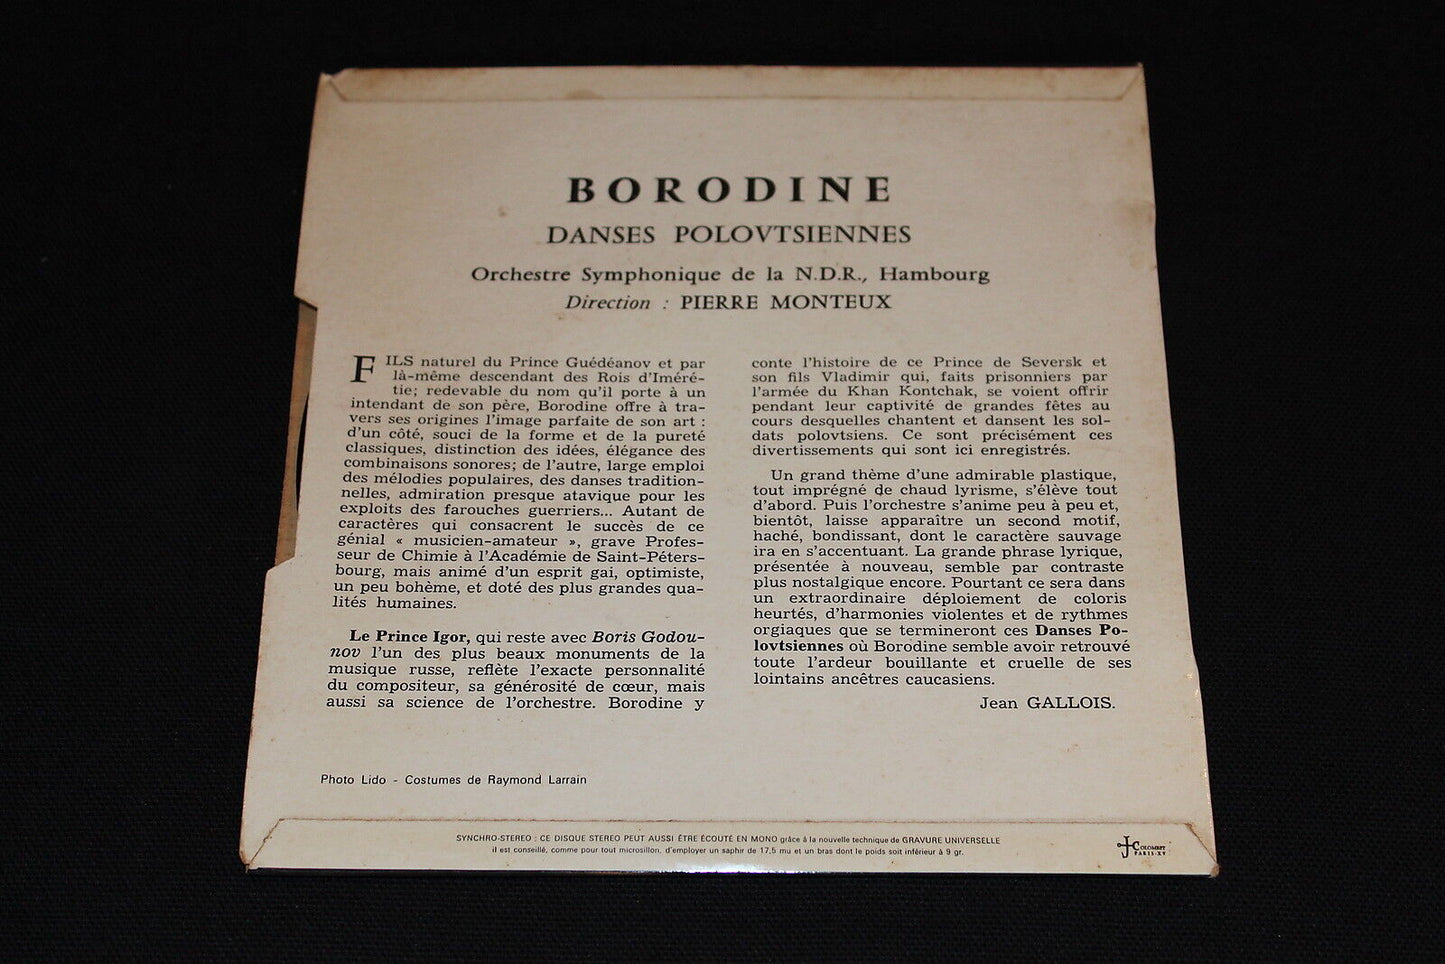 BORODINE
DANSES POLOVTSIENNES
Orchestre Symphonique de la N.D.R., Hambourg
Direction : PIERRE MONTEUX
FILS naturel du Prince Guédéanov et par
là-même descendant des Rois d'Iméré-
tie; redevable du nom qu'il porte à un
intendant de son père, Borodine offre à tra-
vers ses origines l'image parfaite de son art :
d'un côté, souci de la forme et de la pureté
classiques, distinction des idées, élégance des
combinaisons sonores; de l'autre, large emploi
des mélodies populaires, des danses tradition-
nelles, admiration presque atavique pour les
exploits des farouches guerriers... Autant de
caractères qui consacrent le succès de ce
génial « musicien-amateur », grave Profes-
seur de Chimie à l'Académie de Saint-Péters-
bourg, mais animé d'un esprit gai, optimiste,
un peu bohème, et doté des plus grandes qua-
lités humaines.
Le Prince Igor, qui reste avec Boris Godou-
nov l'un des plus beaux monuments de la
musique russe, reflète l'exacte personnalité
du compositeur, sa générosité de cœur, mais
aussi sa science de l'orchestre. Borodine y
conte l'histoire de ce Prince de Seversk et
son fils Vladimir qui, faits prisonniers par
l'armée du Khan Kontchak, se voient offrir
pendant leur captivité de grandes fêtes au
cours desquelles chantent et dansent les sol-
dats polovtsiens. Ce sont précisément ces
divertissements qui sont ici enregistrés.
Un grand thème d'une admirable plastique,
tout imprégné de chaud lyrisme, s'élève tout
d'abord. Puis l'orchestre s'anime peu à peu et,
bientôt, laisse apparaître un second motif,
haché, bondissant, dont le caractère sauvage
ira en s'accentuant. La grande phrase lyrique,
présentée à nouveau, semble par contraste
plus nostalgique encore. Pourtant ce sera dans
un extraordinaire déploiement de coloris
heurtés, d'harmonies violentes et de rythmes
orgiaques que se termineront ces Danses Po-
lovtsiennes où Borodine semble avoir retrouvé
toute l'ardeur bouillante et cruelle de ses
lointains ancêtres caucasiens.
Jean GALLOIS.
Photo Lido - Costumes de Raymond Larrain
SYNCHRO-STEREO : CE DISQUE STEREO PEUT AUSSI ÊTRE ÉCOUTÉ EN MONO grâce à la nouvelle technique de GRAVURE UNIVERSELLE
il est conseillé, comme pour tout microsillon, d'employer un saphir de 17,5 mu et un bras dont le poids soit inférieur à 9 gr.
J. COLOMBET
PARIS-XV